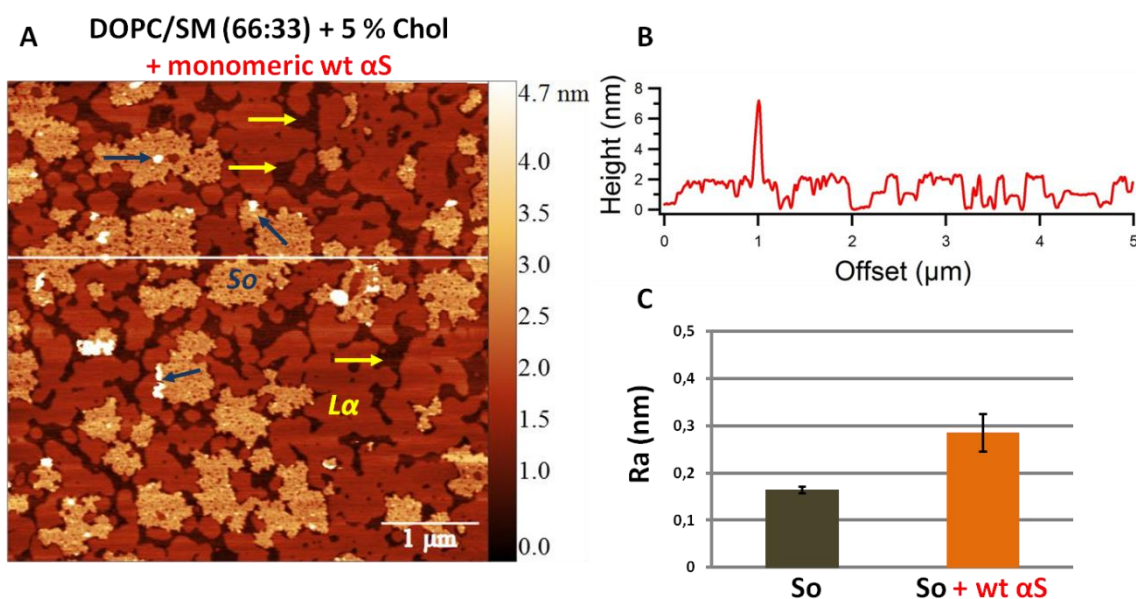 A
DOPC/SM (66:33) + 5 % Chol
+ monomeric wt αS
4.7 nm
4.0
3.5
3.0
2.5
2.0
1.5
1.0
0.0
So
Lα
1 µm
B
Height (nm)
8
6
4
2
0
0 1 2 3 4 5
Offset (µm)
C
Ra (nm)
0,5
0,4
0,3
0,2
0,1
0
So So + wt αS